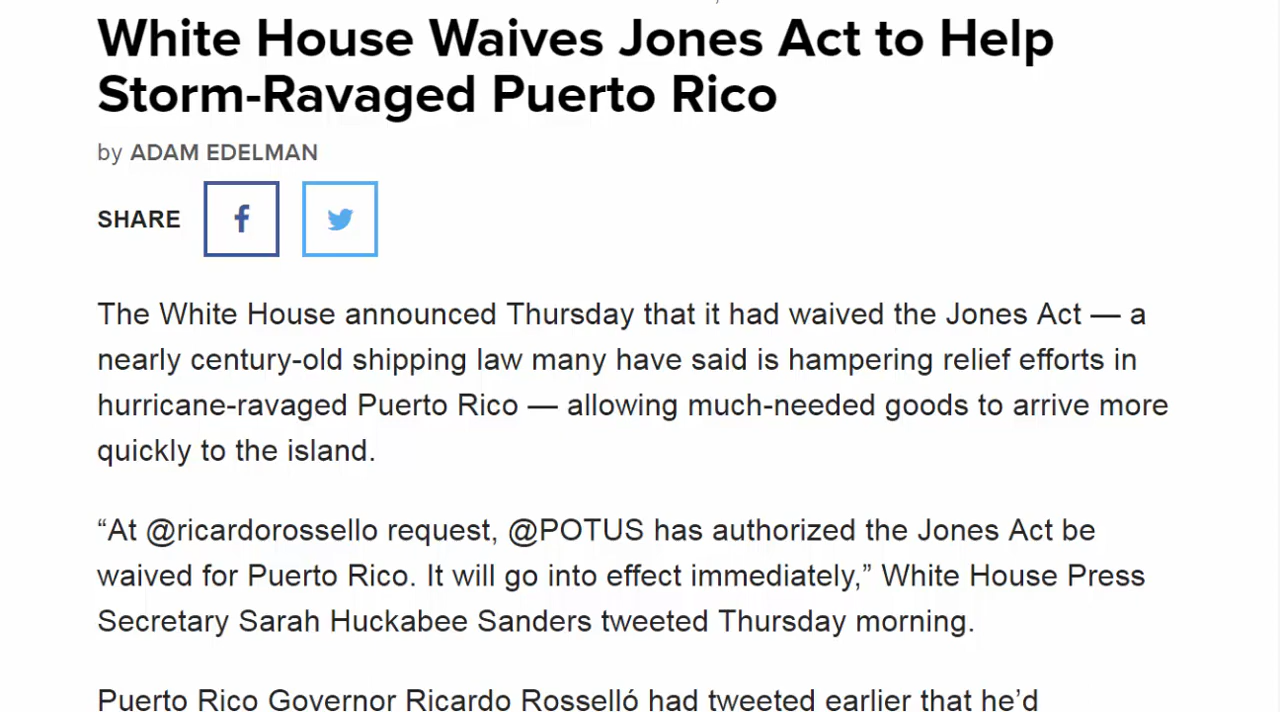 White House Waives Jones Act to Help
Storm-Ravaged Puerto Rico
by ADAM EDELMAN
SHARE
The White House announced Thursday that it had waived the Jones Act — a
nearly century-old shipping law many have said is hampering relief efforts in
hurricane-ravaged Puerto Rico — allowing much-needed goods to arrive more
quickly to the island.
“At @ricardorossello request, @POTUS has authorized the Jones Act be
waived for Puerto Rico. It will go into effect immediately,” White House Press
Secretary Sarah Huckabee Sanders tweeted Thursday morning.
Puerto Rico Governor Ricardo Rosselló had tweeted earlier that he’d